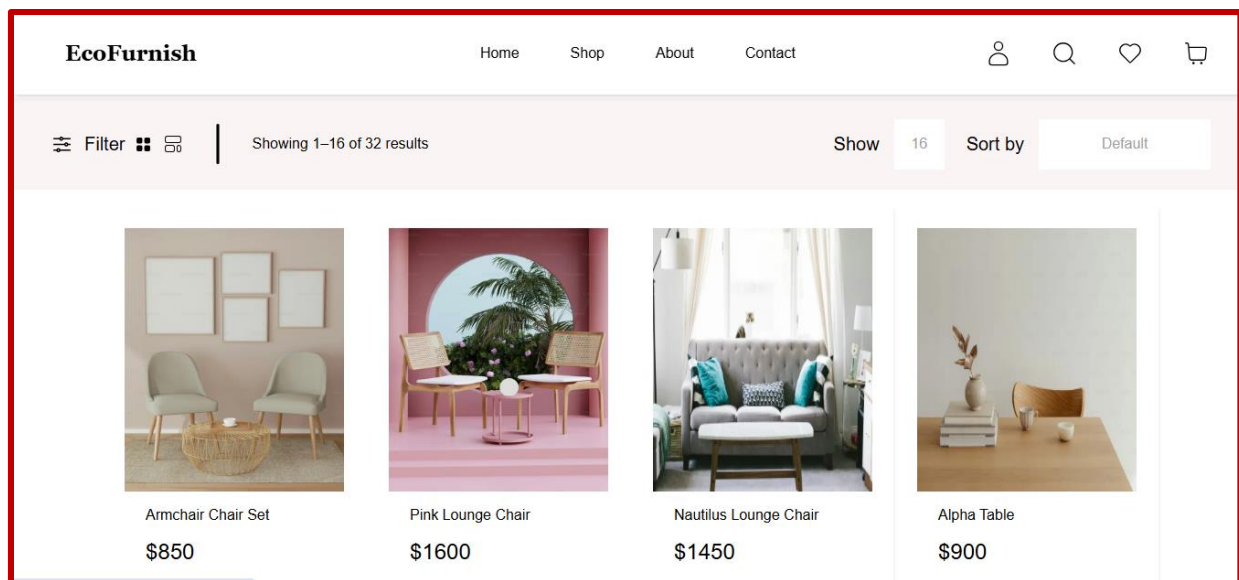 EcoFurnish Home Shop About Contact
Filter Showing 1–16 of 32 results Show 16 Sort by Default
Armchair Chair Set Pink Lounge Chair Nautilus Lounge Chair Alpha Table
$850 $1600 $1450 $900